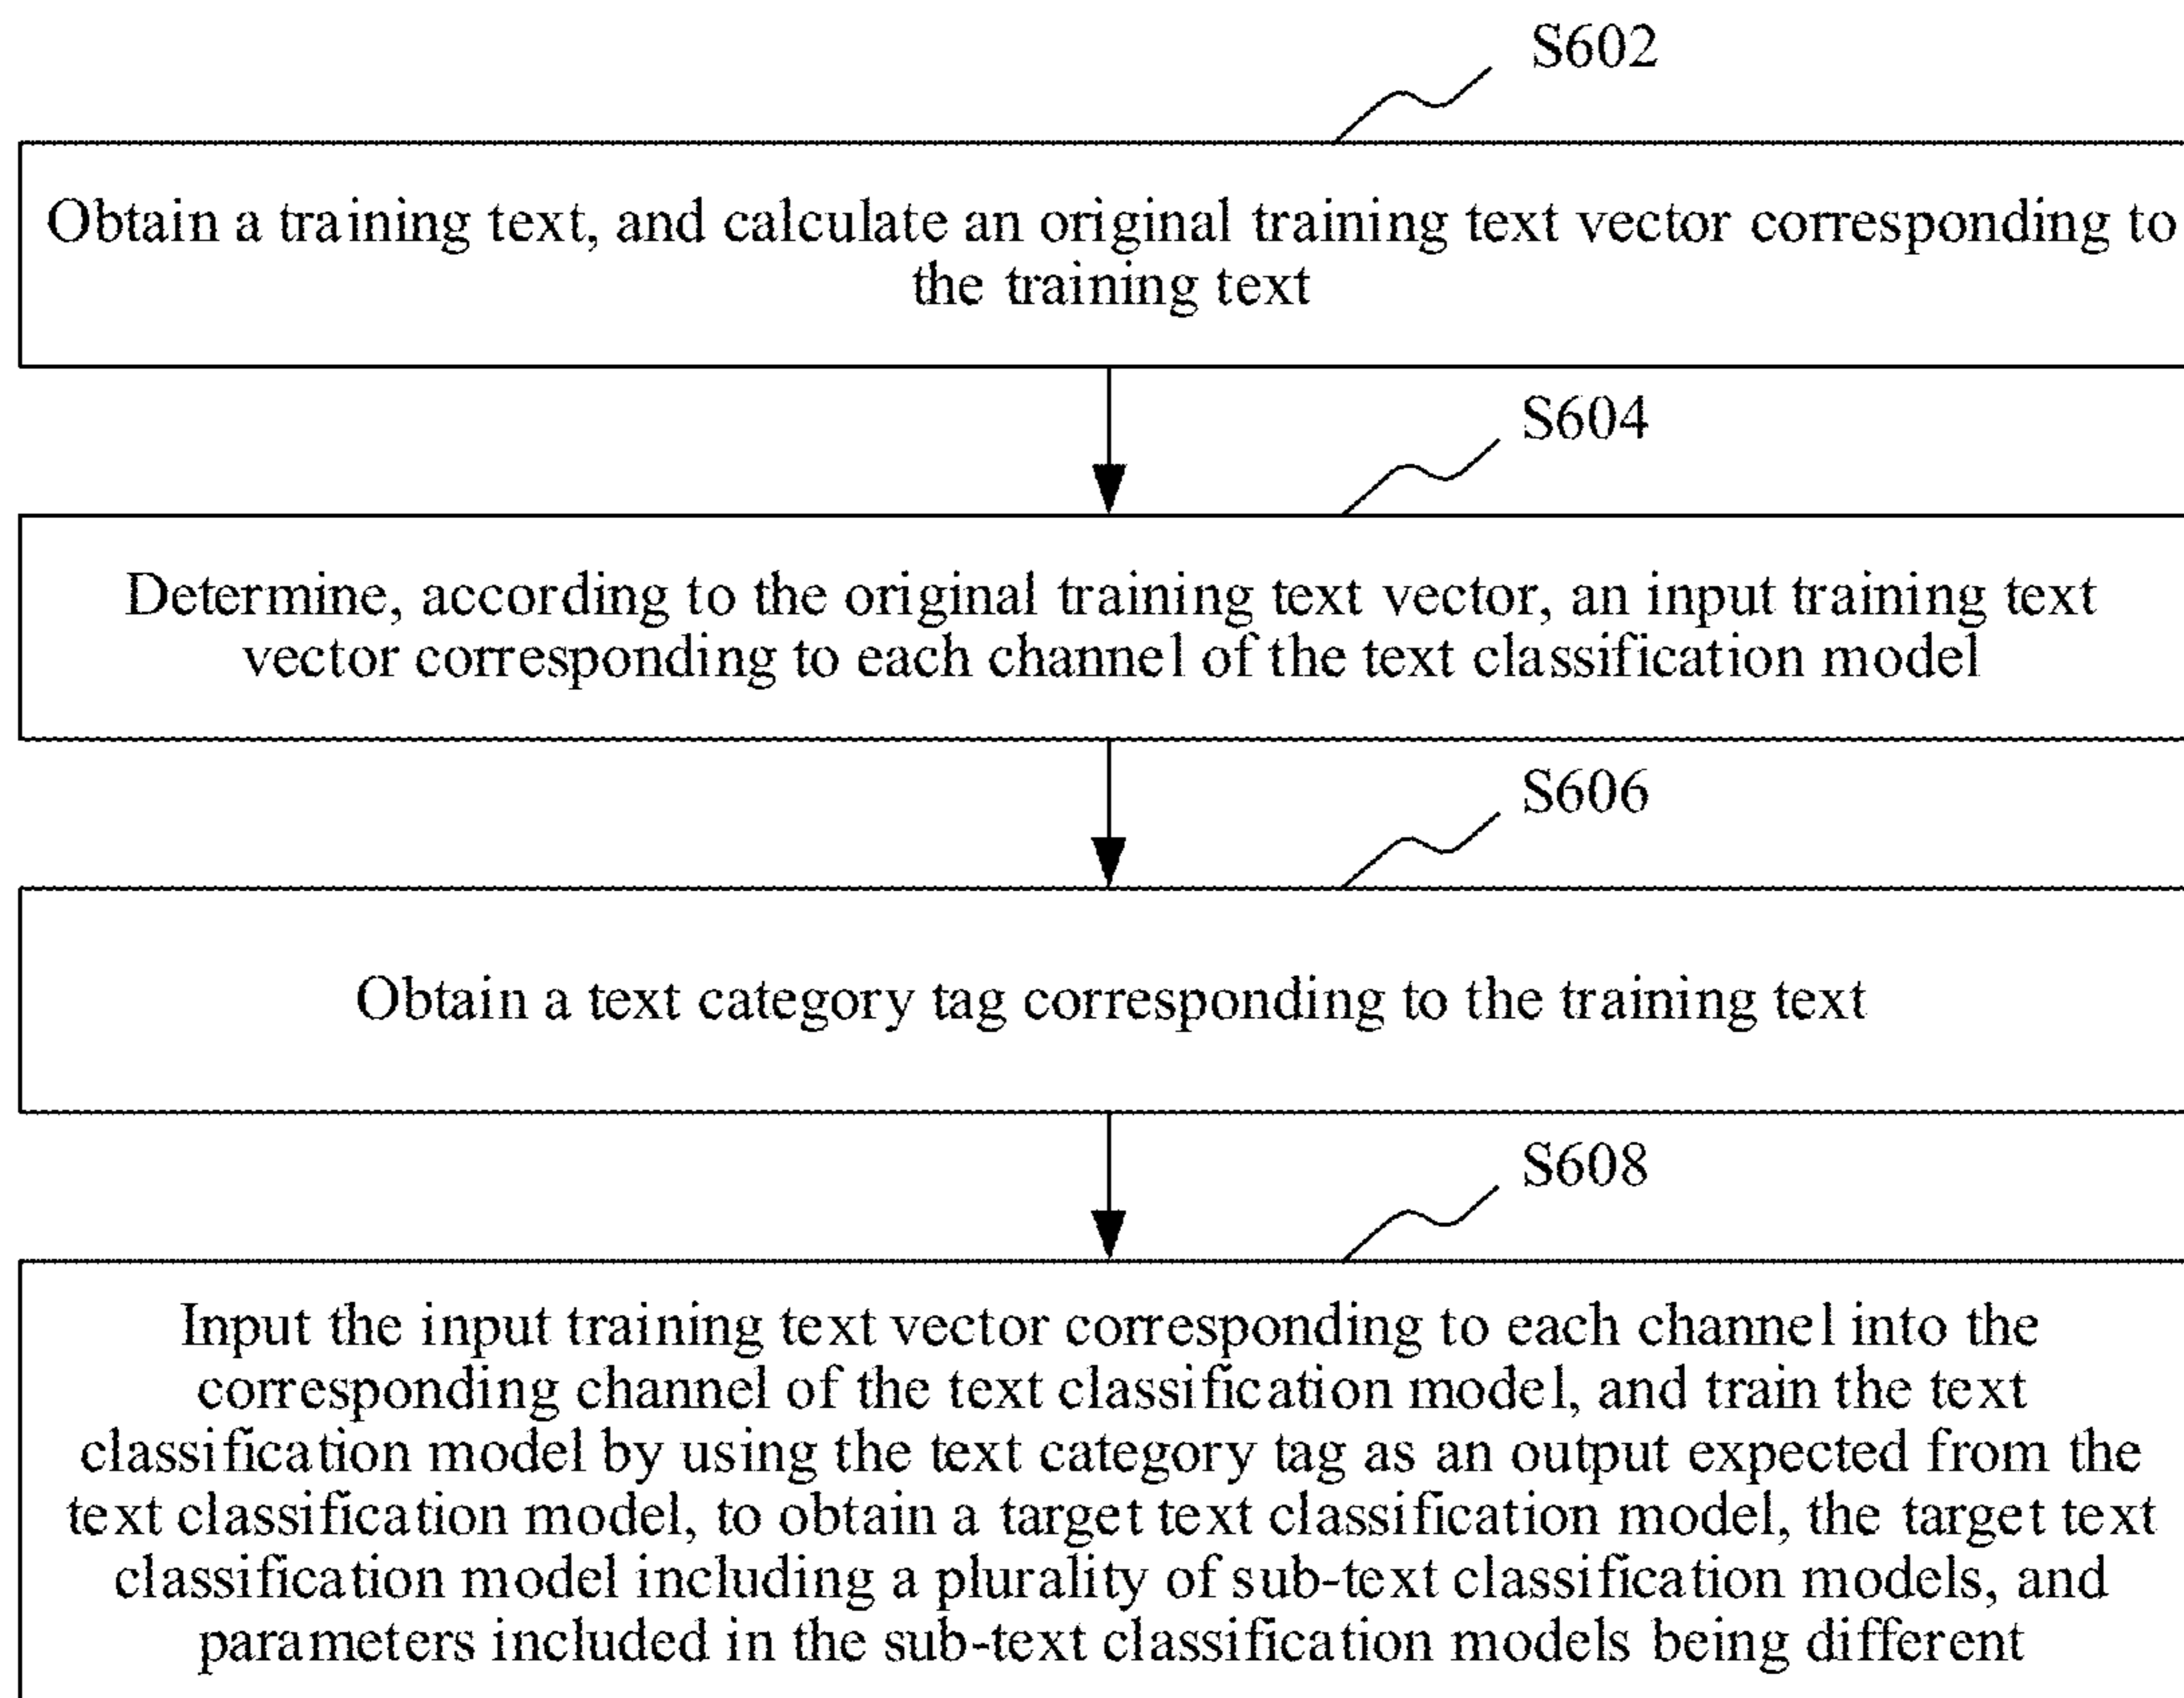 S602
Obtain a training text, and calculate an original training text vector corresponding to
the training text
S604
Determine, according to the original training text vector, an input training text
vector corresponding to each channel of the text classification model
S606
Obtain a text category tag corresponding to the training text
S608
Input the input training text vector corresponding to each channel into the
corresponding channel of the text classification model, and train the text
classification model by using the text category tag as an output expected from the
text classification model, to obtain a target text classification model, the target text
classification model including a plurality of sub-text classification models, and
parameters included in the sub-text classification models being different